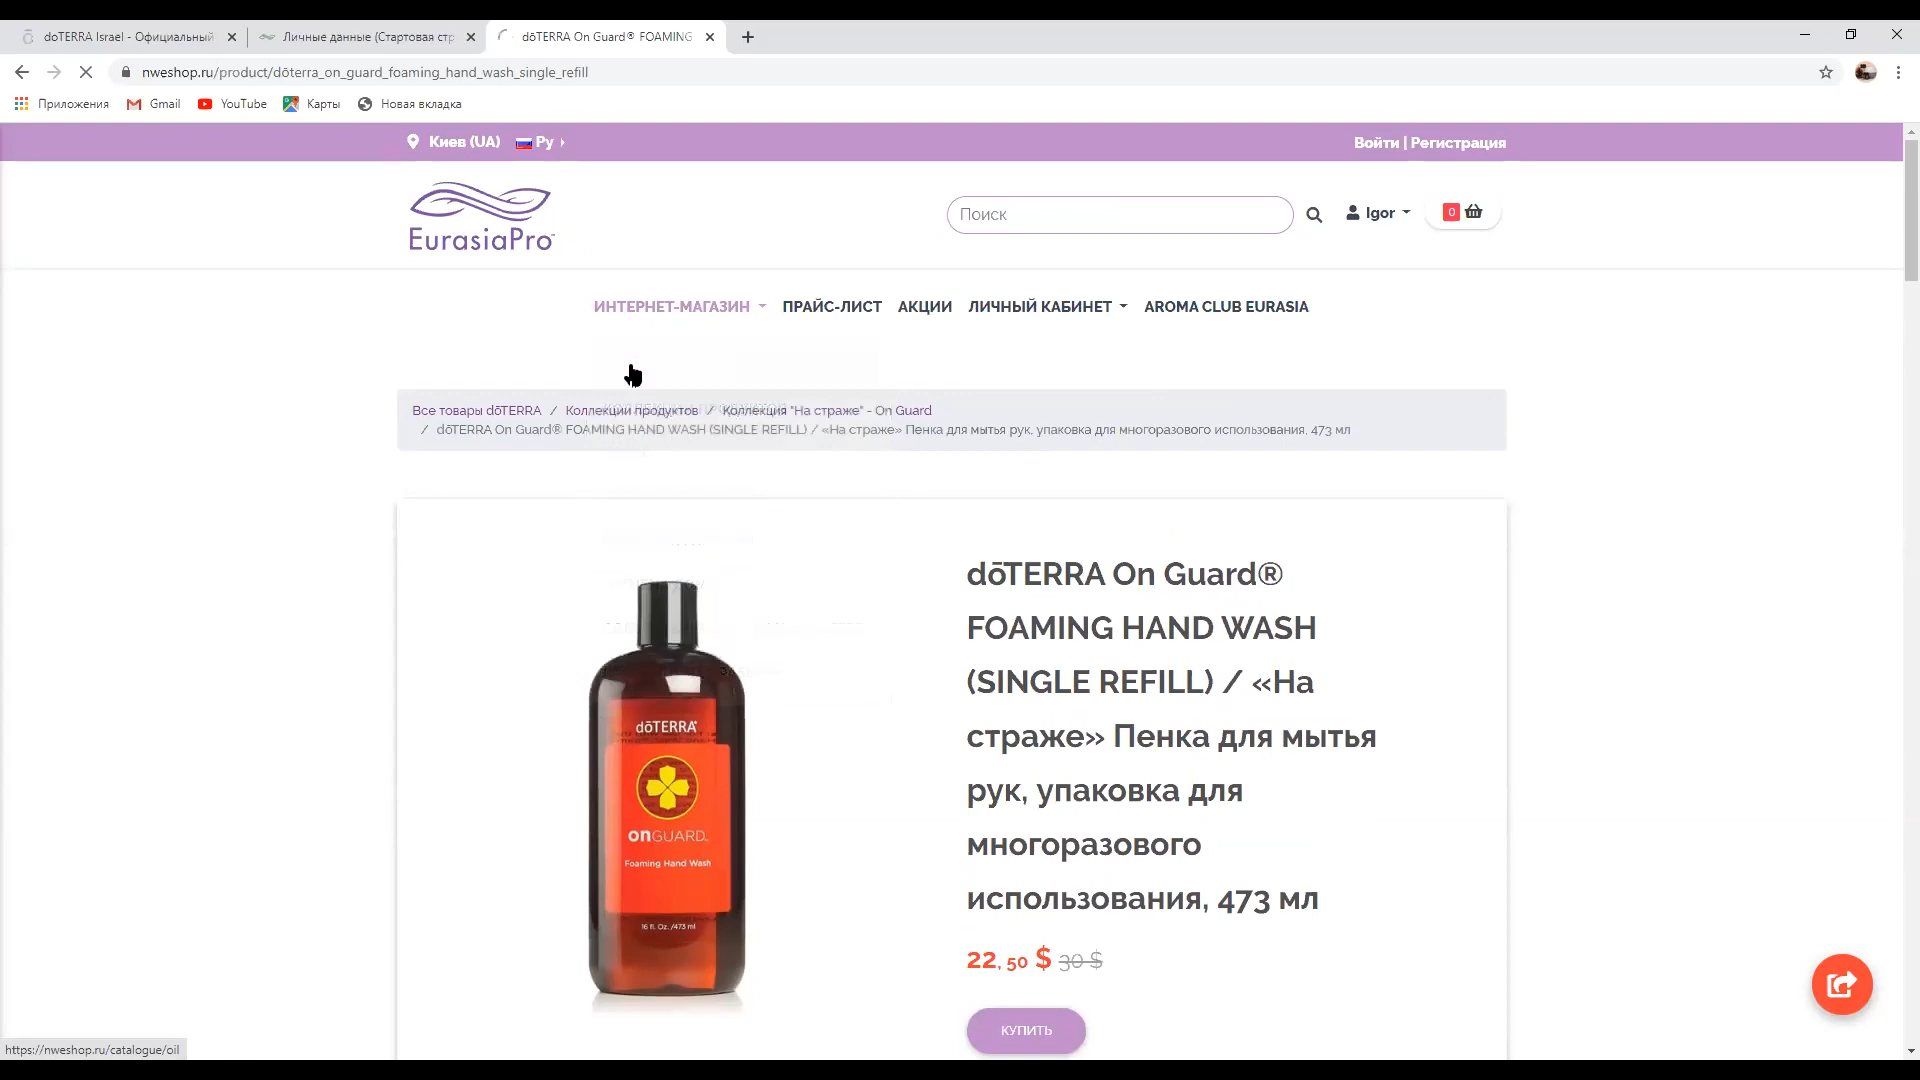 doTERRA Israel - Официальный
Личные данные (Стартовая стр
dōTERRA On Guard® FOAMING
nweshop.ru/product/dōterra_on_guard_foaming_hand_wash_single_refill
Приложения
Gmail
YouTube
Карты
Новая вкладка
Киев (UA)
Ру
Войти | Регистрация
EurasiaPro
Поиск
Igor
0
ИНТЕРНЕТ-МАГАЗИН
ПРАЙС-ЛИСТ
АКЦИИ
ЛИЧНЫЙ КАБИНЕТ
AROMA CLUB EURASIA
Все товары dōTERRA / Коллекции продуктов / Коллекция "На страже" - On Guard
/ dōTERRA On Guard® FOAMING HAND WASH (SINGLE REFILL) / «На страже» Пенка для мытья рук, упаковка для многоразового использования, 473 мл
dōTERRA
onGUARD™
Foaming Hand Wash
16 fl. Oz. /473 ml
dōTERRA On Guard®
FOAMING HAND WASH
(SINGLE REFILL) / «На
страже» Пенка для мытья
рук, упаковка для
многоразового
использования, 473 мл
22, 50 $ 30 $
КУПИТЬ
https://nweshop.ru/catalogue/oil